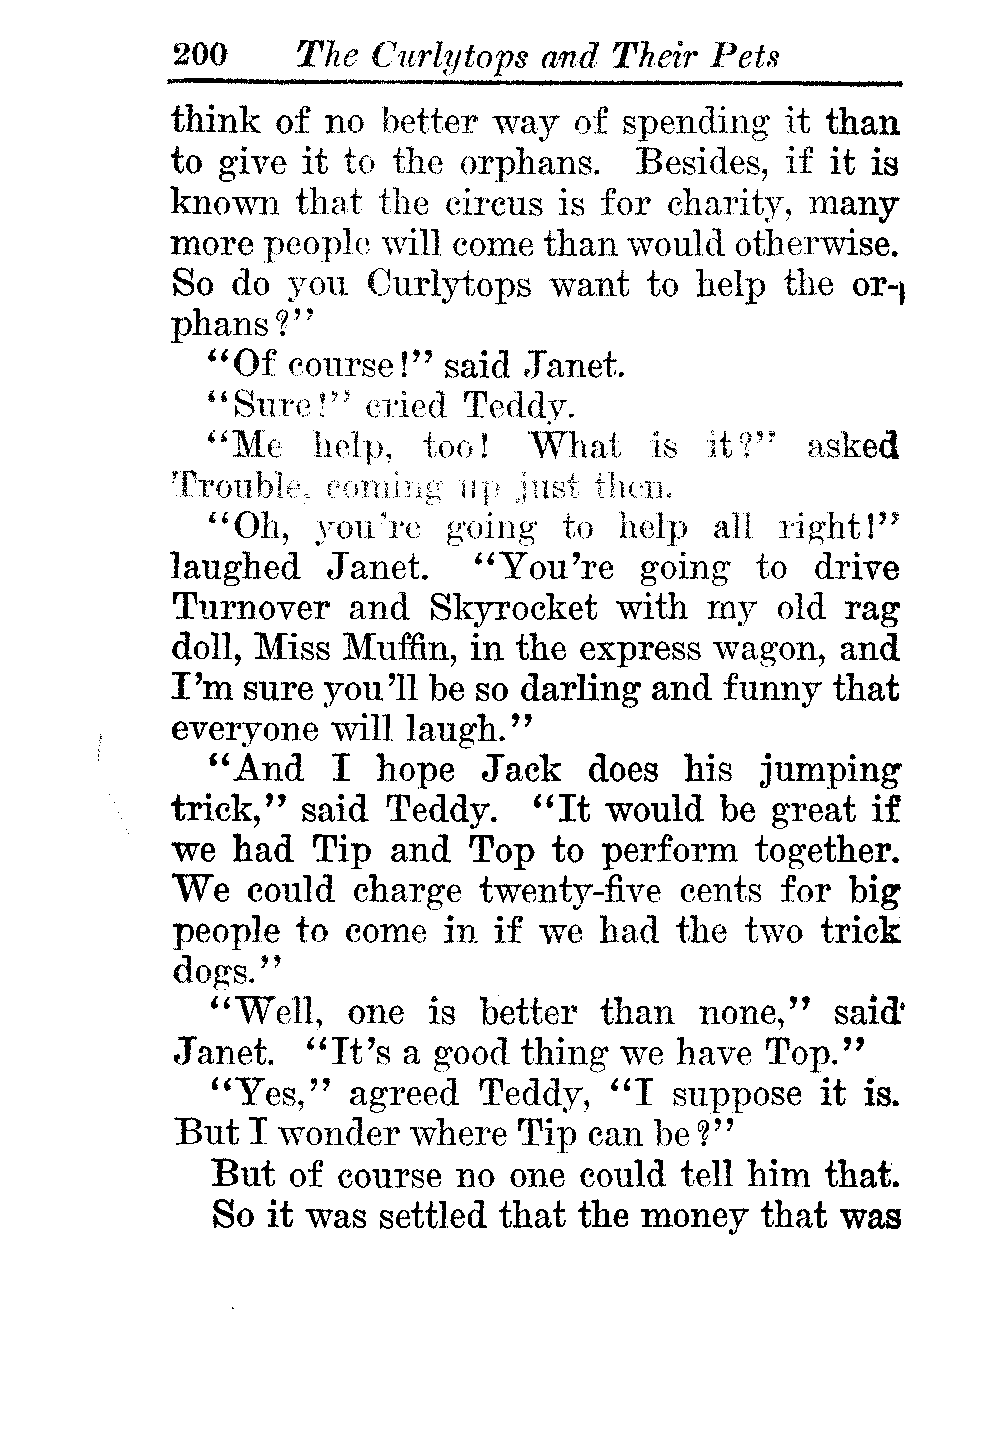 200 The Curlytops and Their Pets
think of no better way of spending it than
to give it to the orphans. Besides, if it is
known that the circus is for charity, many
more people will come than would otherwise.
So do you Curlytops want to help the or-
phans?"
"Of course!" said Janet.
"Sure!" cried Teddy.
"Me help, too! What is it?" asked
Trouble, coming up just then.
"Oh, you're going to help all right!"
laughed Janet. "You're going to drive
Turnover and Skyrocket with my old rag
doll, Miss Muffin, in the express wagon, and
I'm sure you'll be so darling and funny that
everyone will laugh."
"And I hope Jack does his jumping
trick," said Teddy. "It would be great if
we had Tip and Top to perform together.
We could charge twenty-five cents for big
people to come in if we had the two trick
dogs."
"Well, one is better than none," said
Janet. "It's a good thing we have Top."
"Yes," agreed Teddy, "I suppose it is.
But I wonder where Tip can be?"
But of course no one could tell him that.
So it was settled that the money that was